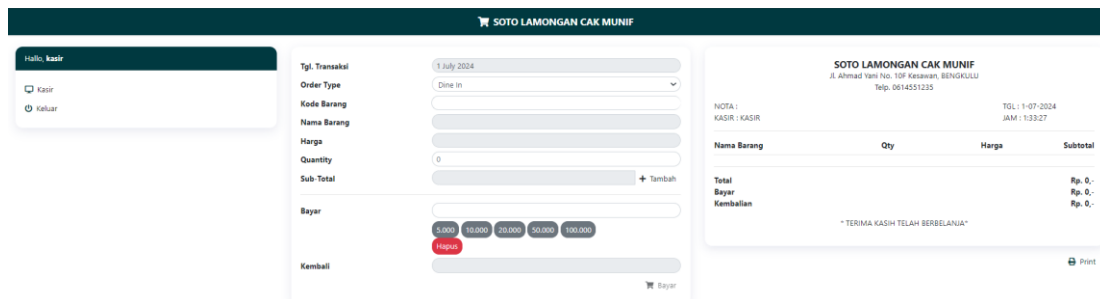 SOTO LAMONGAN CAK MUNIF
Hallo, kasir
Kasir
Keluar
Tgl. Transaksi 1 July 2024
Order Type Dine In
Kode Barang
Nama Barang
Harga
Quantity 0
Sub-Total + Tambah
Bayar
5.000 10.000 20.000 50.000 100.000
Hapus
Kembali
Bayar
SOTO LAMONGAN CAK MUNIF
Jl. Ahmad Yani No. 10F Kesawan, BENGKULU
Telp. 0614551235
NOTA : TGL : 1-07-2024
KASIR : KASIR JAM : 1:33:27
Nama Barang Qty Harga Subtotal
Total Rp. 0,-
Bayar Rp. 0,-
Kembalian Rp. 0,-
* TERIMA KASIH TELAH BERBELANJA*
Print